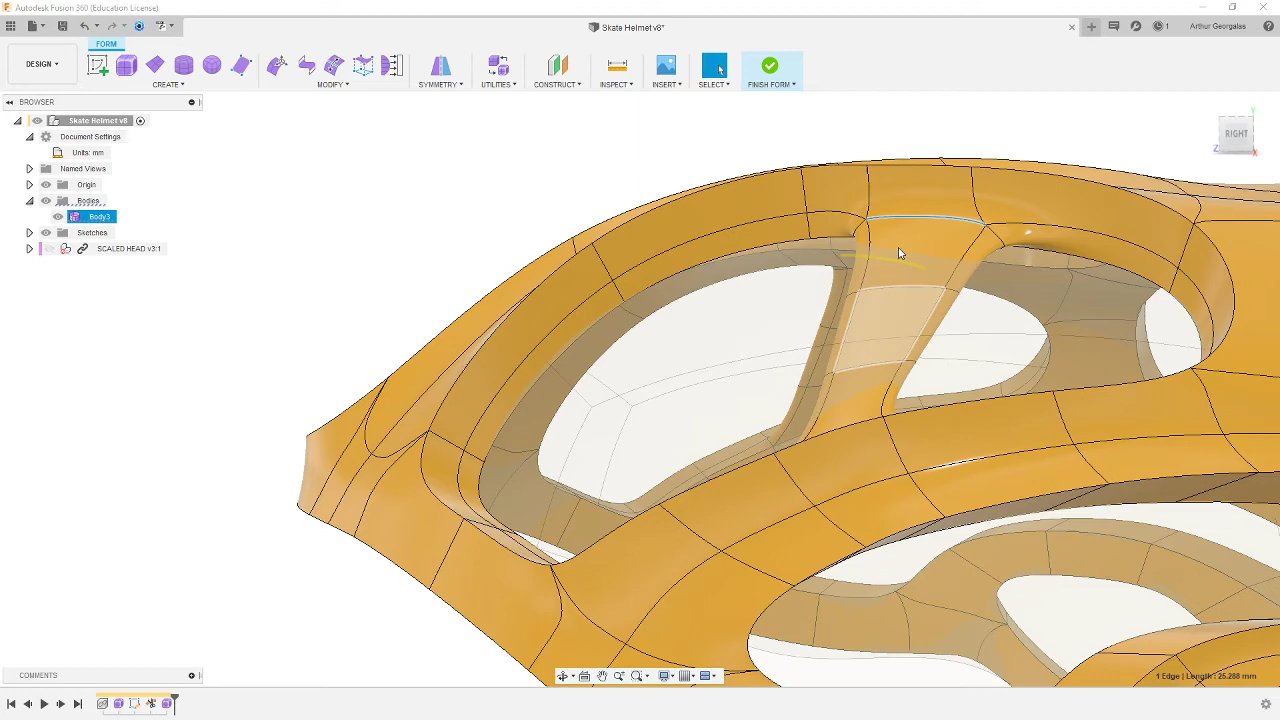 Autodesk Fusion 360 (Education License)
Skate Helmet v8*
1
Arthur Georgalas
FORM
DESIGN
CREATE
MODIFY
SYMMETRY
UTILITIES
CONSTRUCT
INSPECT
INSERT
SELECT
FINISH FORM
BROWSER
Skate Helmet v8
Document Settings
Units: mm
Named Views
Origin
Bodies
Body3
Sketches
SCALED HEAD v3:1
Y
RIGHT
Z
X
COMMENTS
1 Edge | Length : 25.288 mm